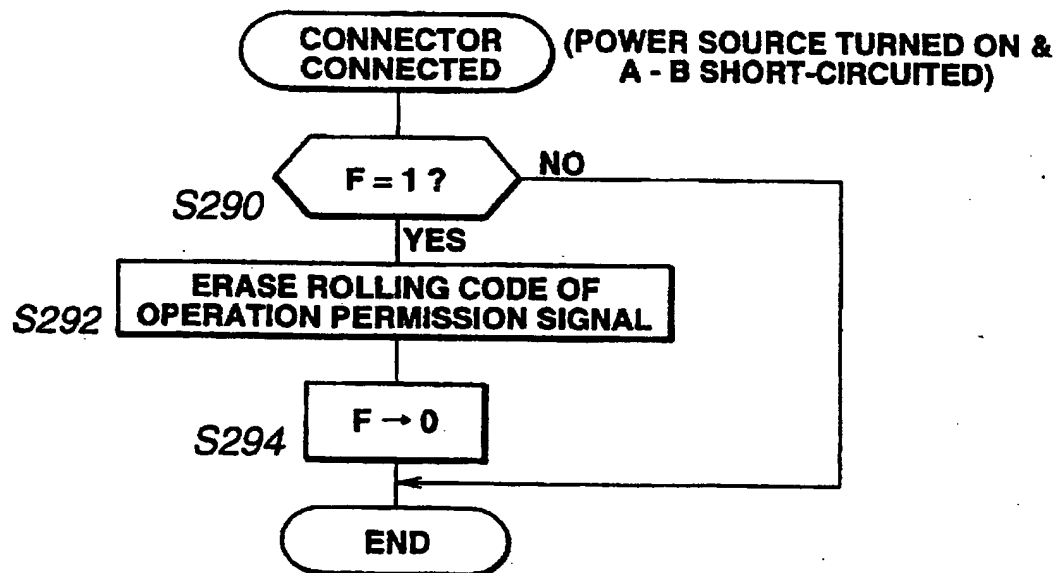 CONNECTOR
CONNECTED
(POWER SOURCE TURNED ON &
A - B SHORT-CIRCUITED)
F = 1 ?
NO
S290
YES
ERASE ROLLING CODE OF
OPERATION PERMISSION SIGNAL
S292
F → 0
S294
END